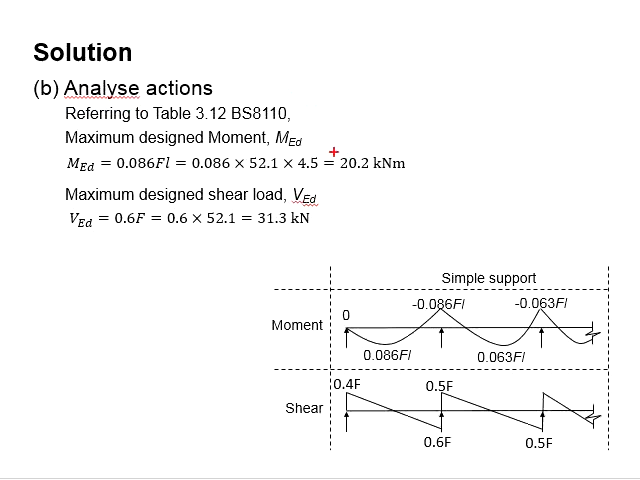 Solution
(b) Analyse actions
Referring to Table 3.12 BS8110,
Maximum designed Moment, MEd
MEd = 0.086Fl = 0.086 × 52.1 × 4.5 = 20.2 kNm
Maximum designed shear load, VEd
VEd = 0.6F = 0.6 × 52.1 = 31.3 kN
Simple support
0 -0.086Fl -0.063Fl
Moment
0.086Fl 0.063Fl
0.4F 0.5F
Shear
0.6F 0.5F